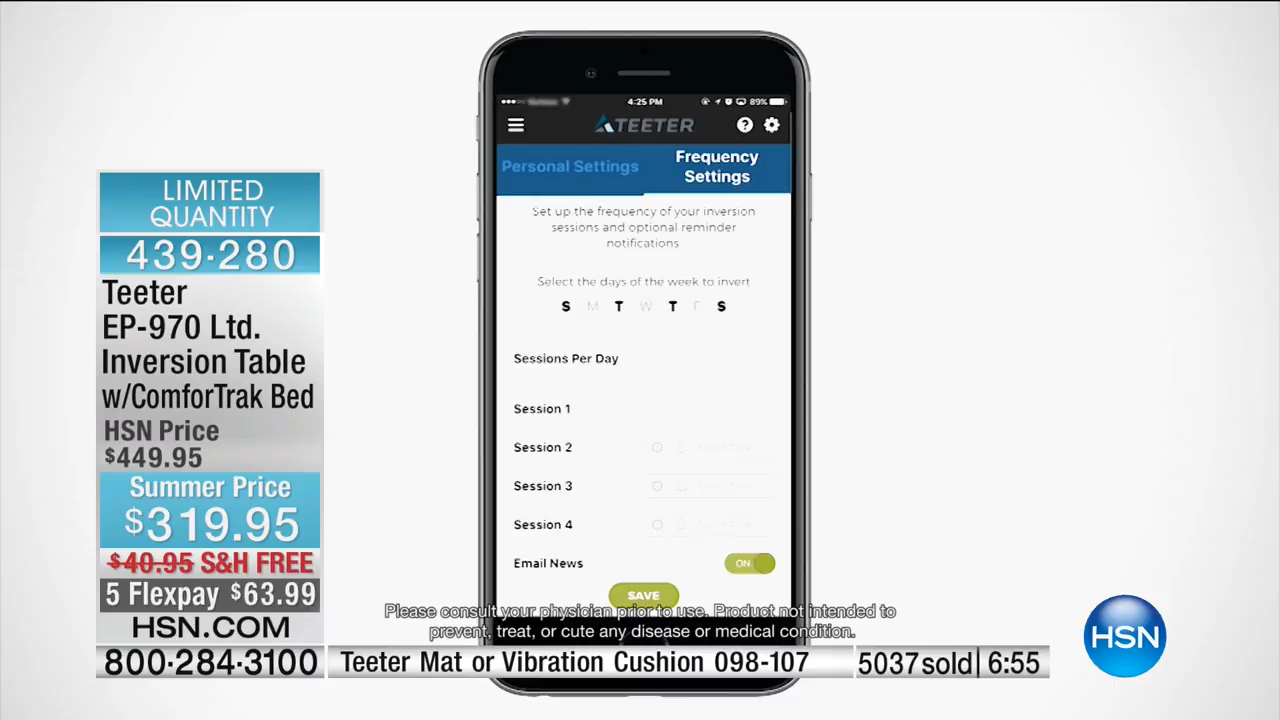 LIMITED
QUANTITY
439·280
Teeter
EP-970 Ltd.
Inversion Table
w/ComforTrak Bed
HSN Price
$449.95
Summer Price
$319.95
$40.95 S&H FREE
5 Flexpay $63.99
HSN.COM
800·284·3100
4:25 PM
89%
TEETER
?
Personal Settings
Frequency
Settings
Set up the frequency of your inversion
sessions and optional reminder
notifications.
Select the days of the week to invert
S M T W T F S
Sessions Per Day
Session 1
Session 2
Session 3
Session 4
Email News
ON
SAVE
Please consult your physician prior to use. Product not intended to
prevent, treat, or cute any disease or medical condition.
Teeter Mat or Vibration Cushion 098-107
5037 sold
6:55
HSN